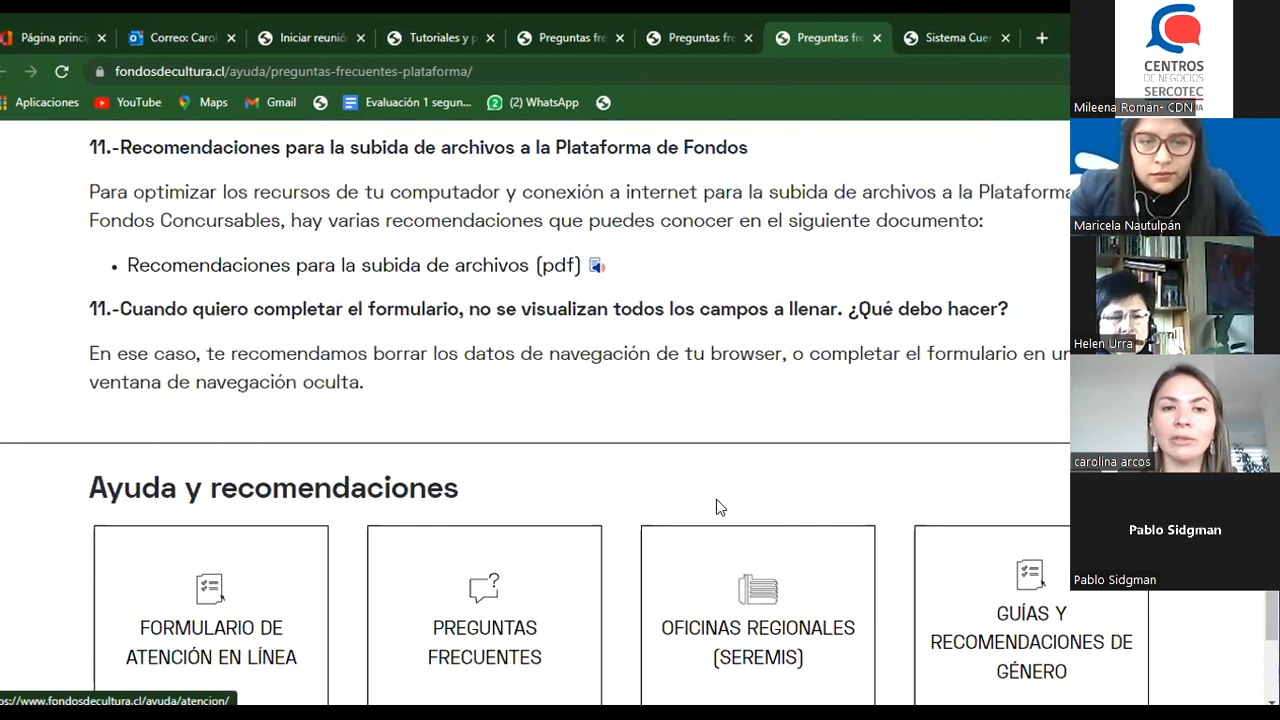 Página princi
Correo: Carol
Iniciar reunió
Tutoriales y p
Preguntas fre
Preguntas fre
Preguntas fre
Sistema Cuen
fondosdecultura.cl/ayuda/preguntas-frecuentes-plataforma/
Aplicaciones
YouTube
Maps
Gmail
Evaluación 1 segun...
(2) WhatsApp
11.-Recomendaciones para la subida de archivos a la Plataforma de Fondos
Para optimizar los recursos de tu computador y conexión a internet para la subida de archivos a la Plataforma
Fondos Concursables, hay varias recomendaciones que puedes conocer en el siguiente documento:
• Recomendaciones para la subida de archivos (pdf)
11.-Cuando quiero completar el formulario, no se visualizan todos los campos a llenar. ¿Qué debo hacer?
En ese caso, te recomendamos borrar los datos de navegación de tu browser, o completar el formulario en un
ventana de navegación oculta.
Ayuda y recomendaciones
FORMULARIO DE
ATENCIÓN EN LÍNEA
PREGUNTAS
FRECUENTES
OFICINAS REGIONALES
(SEREMIS)
GUÍAS Y
RECOMENDACIONES DE
GÉNERO
ps://www.fondosdecultura.cl/ayuda/atencion/
CENTROS
DE NEGOCIOS
SERCOTEC
Mileena Román- CDN
Maricela Nautulpán
Helen Urra
carolina arcos
Pablo Sidgman
Pablo Sidgman